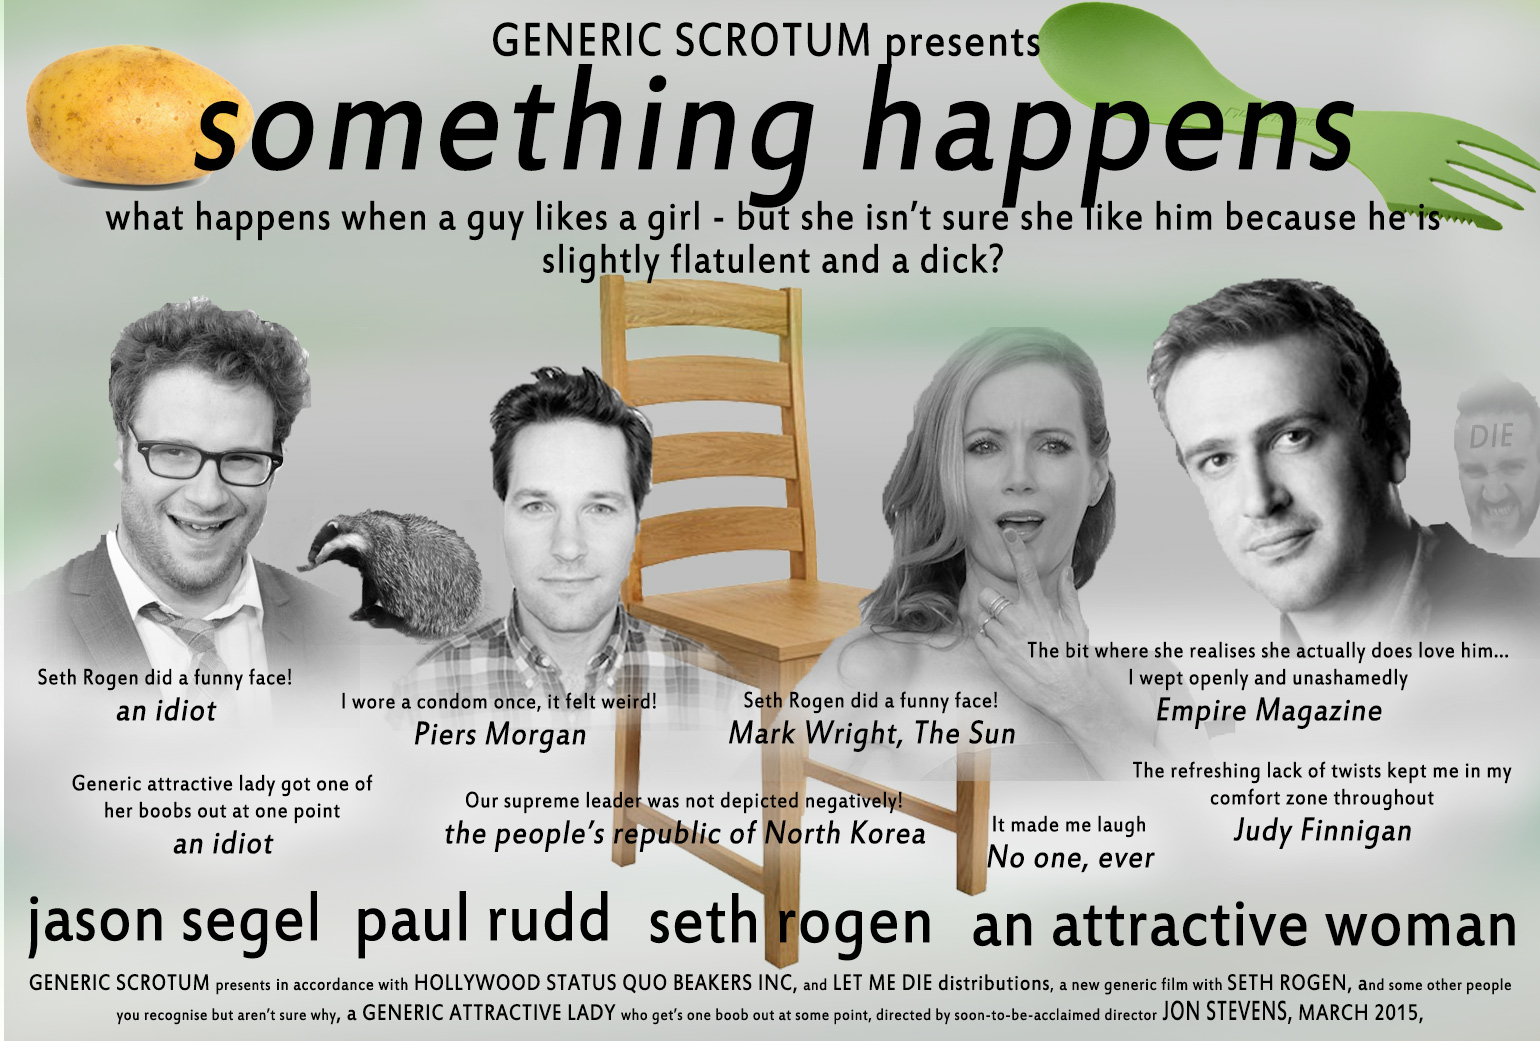 GENERIC SCROTUM presents
something happens
what happens when a guy likes a girl - but she isn't sure she like him because he is
slightly flatulent and a dick?
DIE
Seth Rogen did a funny face!
an idiot
I wore a condom once, it felt weird!
Piers Morgan
Seth Rogen did a funny face!
Mark Wright, The Sun
The bit where she realises she actually does love him...
I wept openly and unashamedly
Empire Magazine
Generic attractive lady got one of
her boobs out at one point
an idiot
Our supreme leader was not depicted negatively!
the people's republic of North Korea
It made me laugh
No one, ever
The refreshing lack of twists kept me in my
comfort zone throughout
Judy Finnigan
jason segel paul rudd seth rogen an attractive woman
GENERIC SCROTUM presents in accordance with HOLLYWOOD STATUS QUO BEAKERS INC, and LET ME DIE distributions, a new generic film with SETH ROGEN, and some other people
you recognise but aren't sure why, a GENERIC ATTRACTIVE LADY who get's one boob out at some point, directed by soon-to-be-acclaimed director JON STEVENS, MARCH 2015,